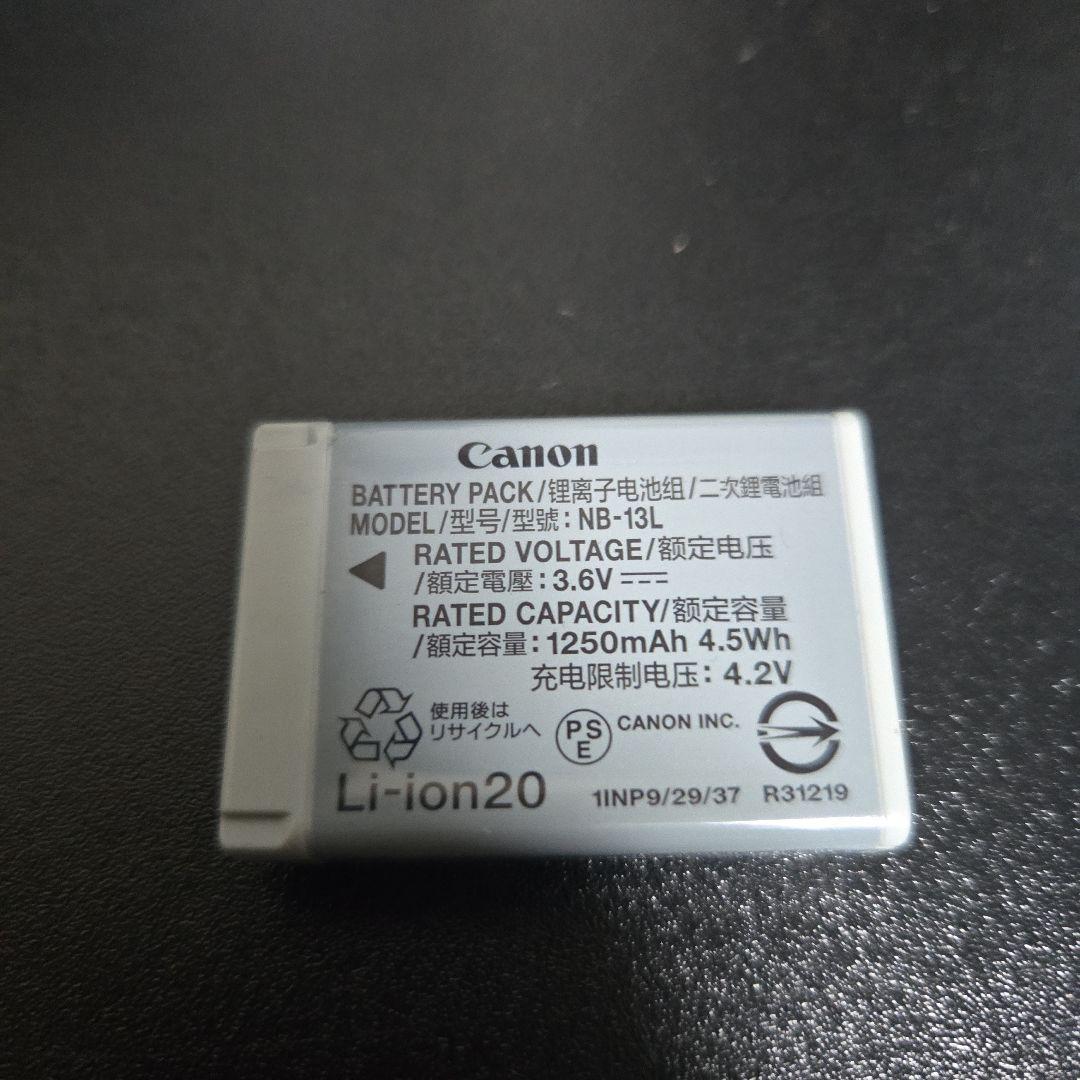 Canon
BATTERY PACK/锂离子电池组/二次鋰電池組
MODEL/型号/型號: NB-13L
RATED VOLTAGE/额定电压
/額定電壓: 3.6V
RATED CAPACITY/额定容量
/額定容量: 1250mAh 4.5Wh
充电限制电压: 4.2V
使用後は
リサイクルへ
PS
E
CANON INC.
Li-ion20
1INP9/29/37 R31219